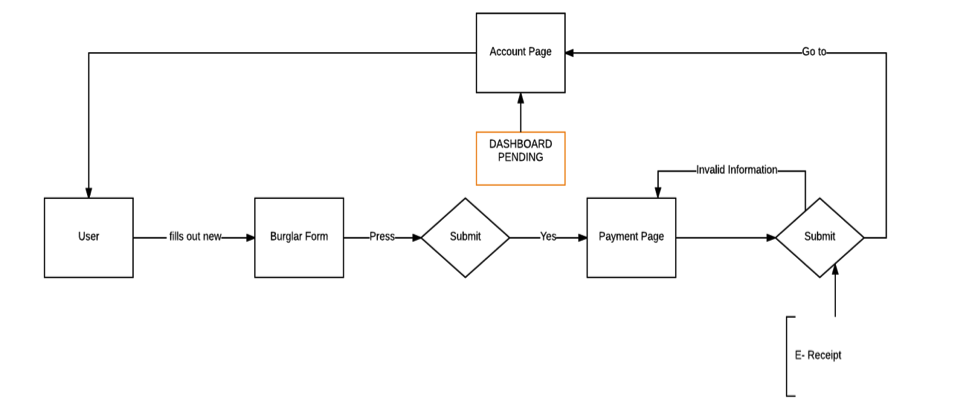 Account Page
Go to
DASHBOARD
PENDING
Invalid Information
User
fills out new
Burglar Form
Press
Submit
Yes
Payment Page
Submit
E- Receipt